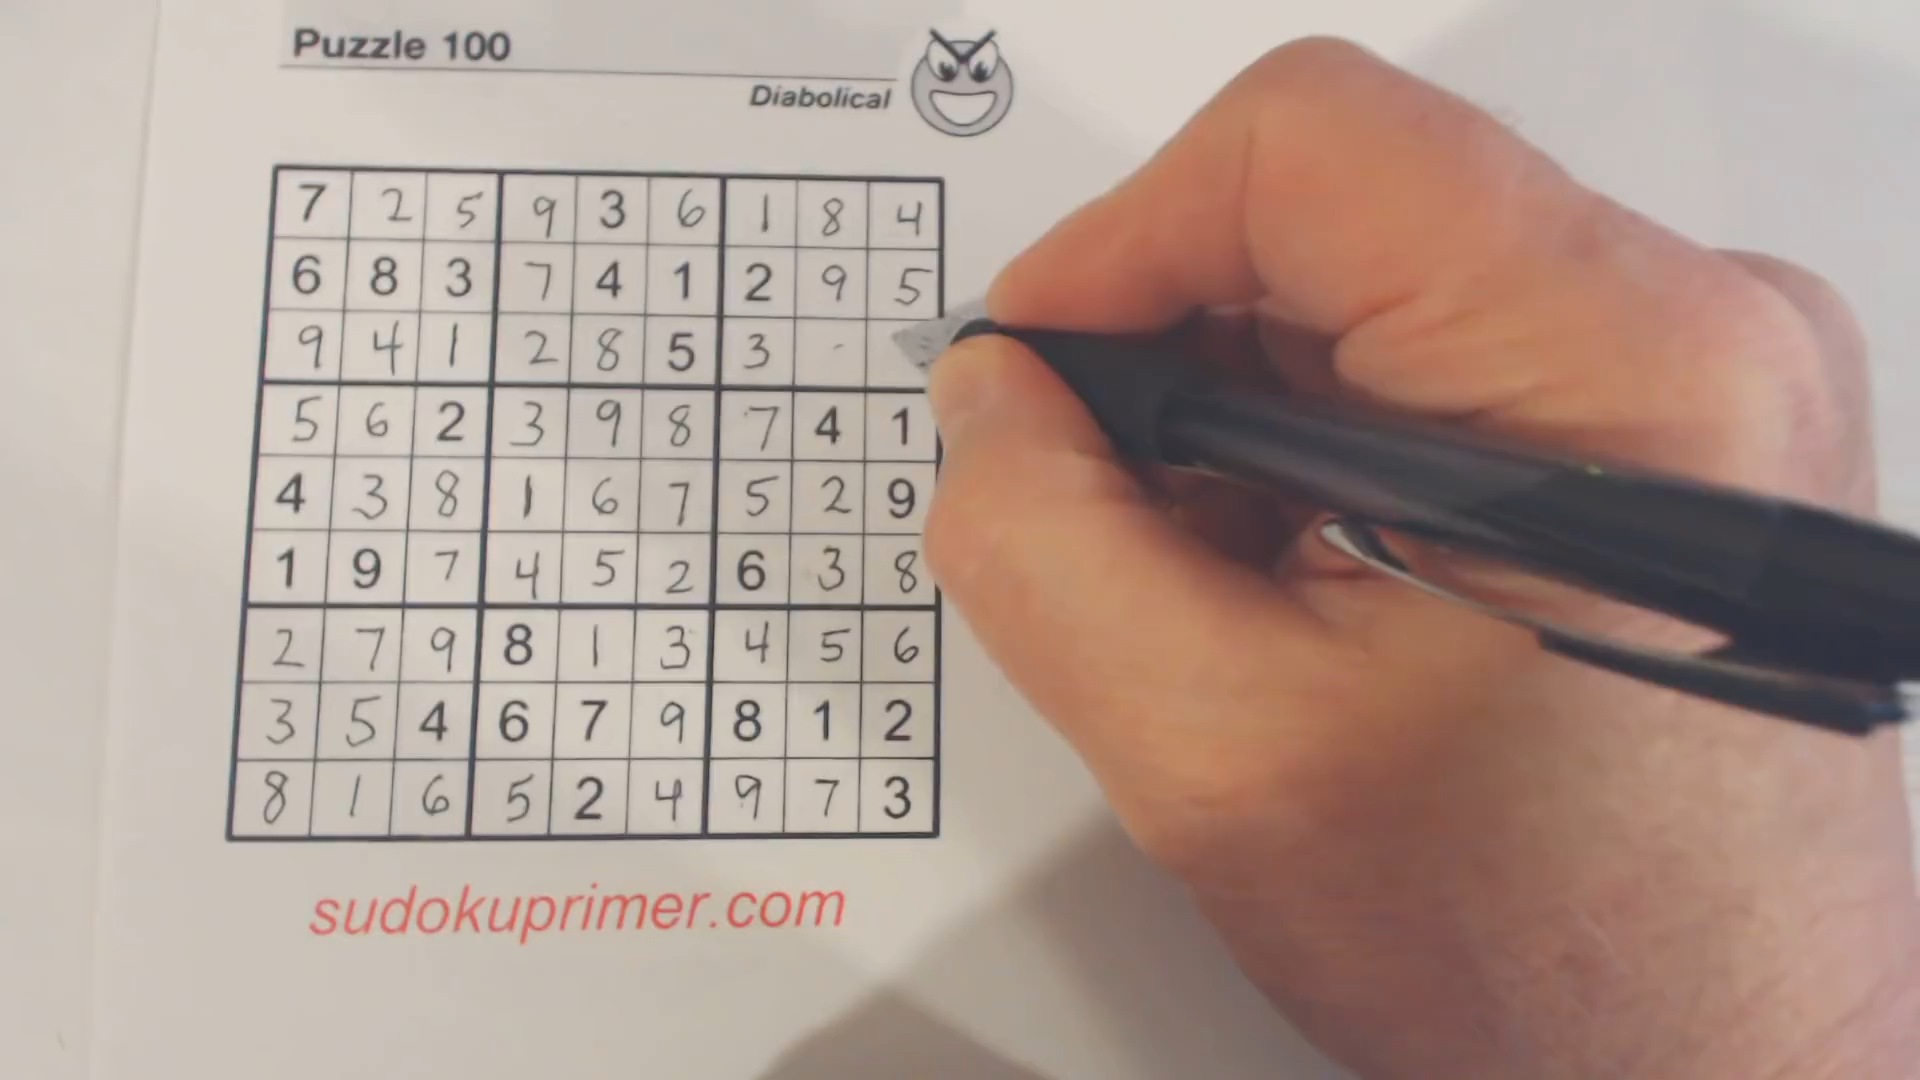 Puzzle 100
Diabolical
7 2 5 9 3 6 1 8 4
6 8 3 7 4 1 2 9 5
9 4 1 2 8 5 3
5 6 2 3 9 8 7 4 1
4 3 8 1 6 7 5 2 9
1 9 7 4 5 2 6 3 8
2 7 9 8 1 3 4 5 6
3 5 4 6 7 9 8 1 2
8 1 6 5 2 4 9 7 3
sudokuprimer.com